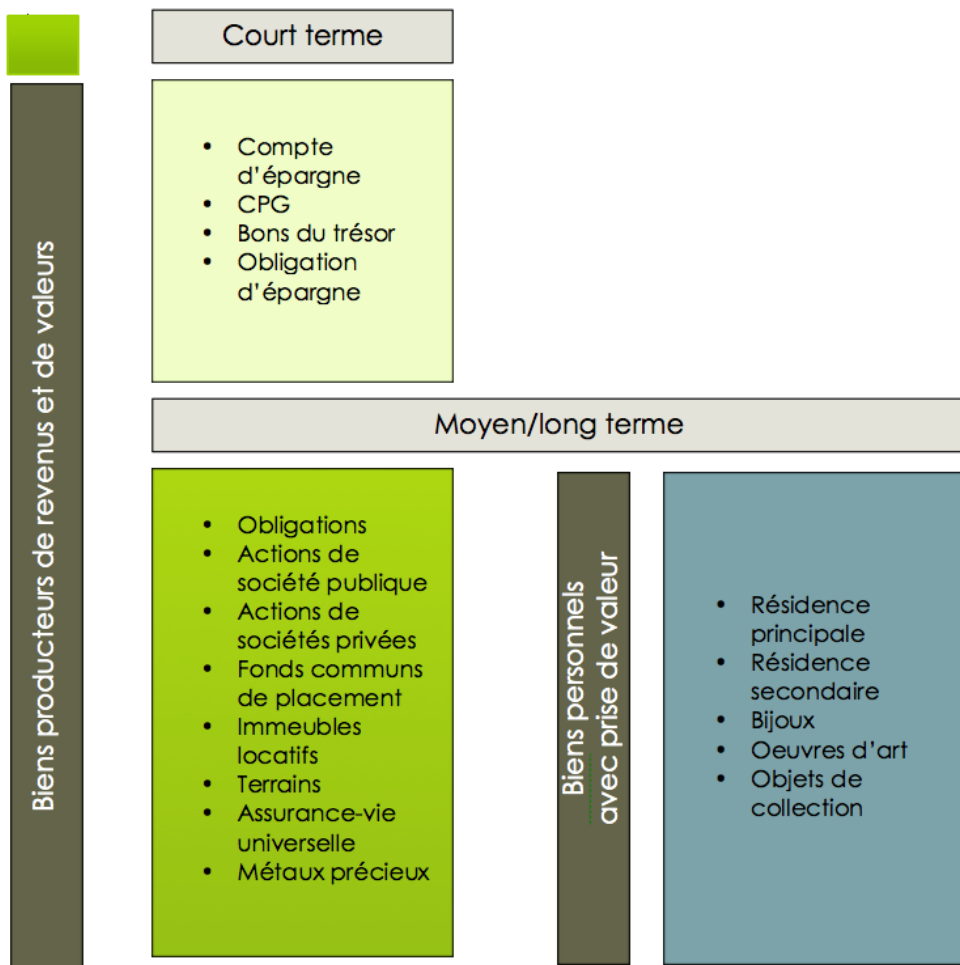 Court terme
Biens producteurs de revenus et de valeurs
• Compte
d'épargne
• CPG
• Bons du trésor
• Obligation
d'épargne
Moyen/long terme
• Obligations
• Actions de
société publique
• Actions de
sociétés privées
• Fonds communs
de placement
• Immeubles
locatifs
• Terrains
• Assurance-vie
universelle
• Métaux précieux
Biens personnels
avec prise de valeur
• Résidence
principale
• Résidence
secondaire
• Bijoux
• Oeuvres d'art
• Objets de
collection